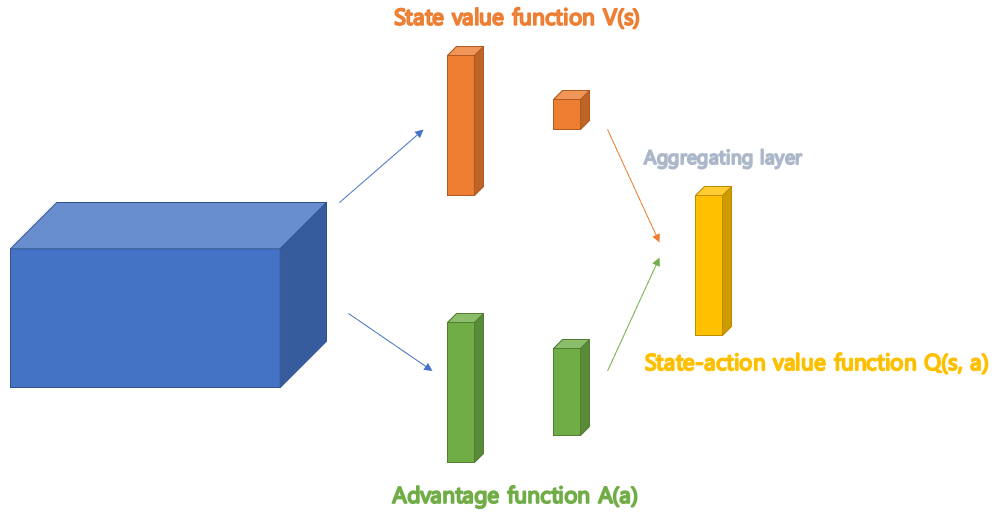 State value function V(s)
Aggregating layer
State-action value function Q(s, a)
Advantage function A(a)